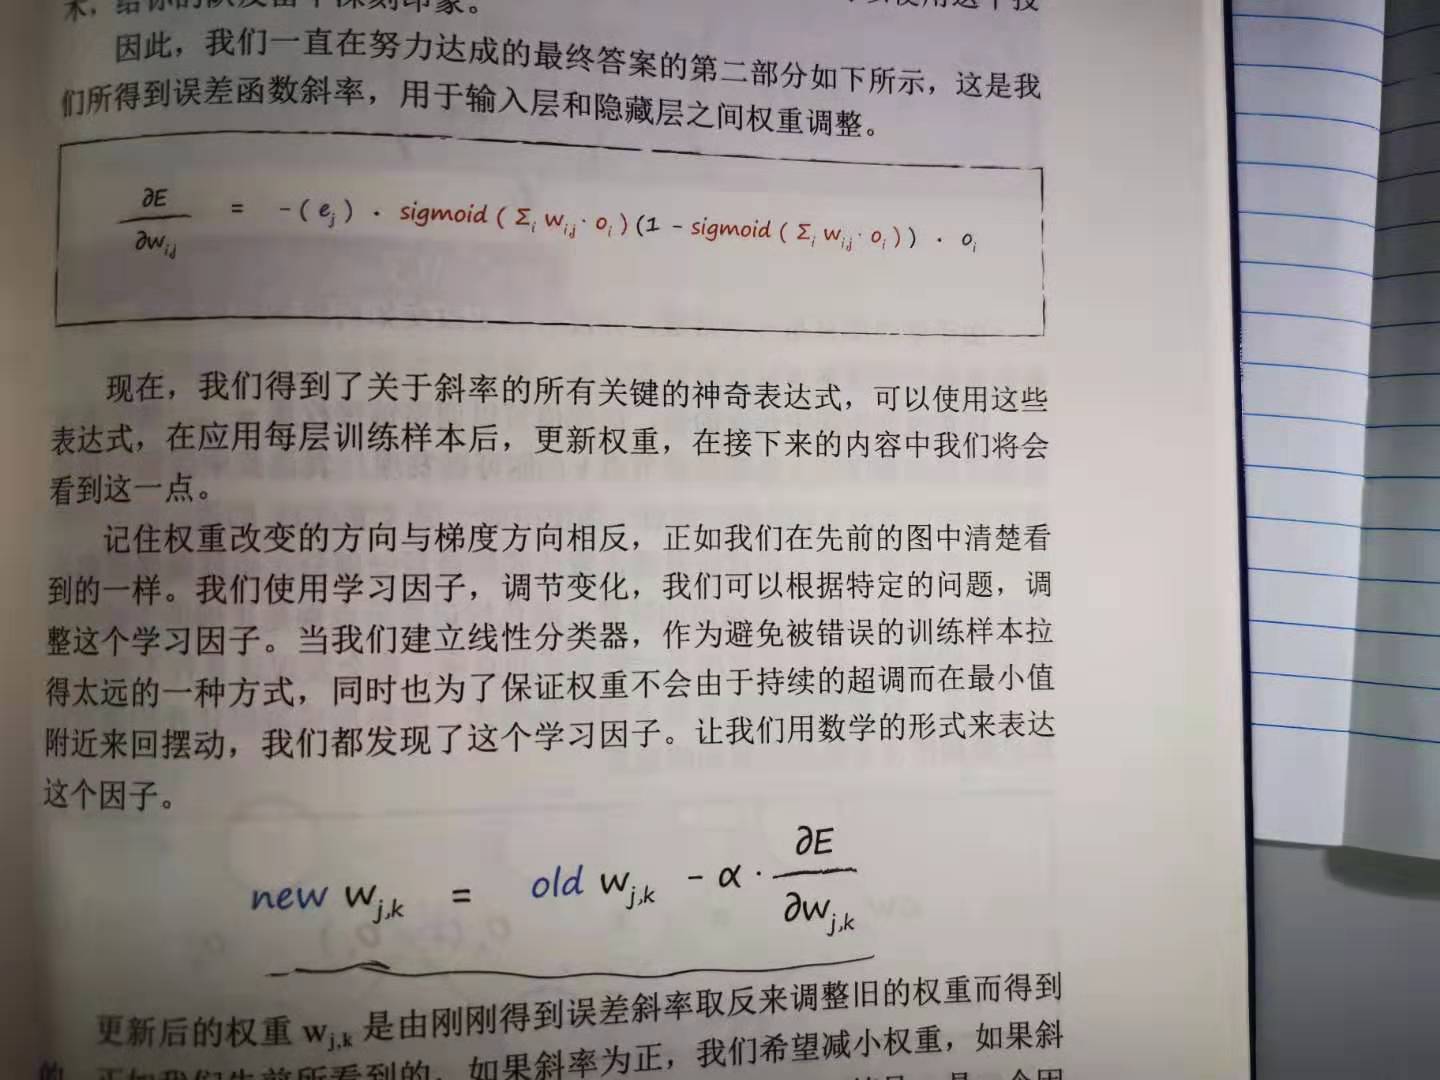 术，给你的队友留下深刻印象。
因此，我们一直在努力达成的最终答案的第二部分如下所示，这是我
们所得到误差函数斜率，用于输入层和隐藏层之间权重调整。
∂E/∂w_{i,j} = -(e_j) · sigmoid(Σ_i w_{i,j} · o_i)(1 - sigmoid(Σ_i w_{i,j} · o_i)) · o_i
现在，我们得到了关于斜率的所有关键的神奇表达式，可以使用这些
表达式，在应用每层训练样本后，更新权重，在接下来的内容中我们将会
看到这一点。
记住权重改变的方向与梯度方向相反，正如我们在先前的图中清楚看
到的一样。我们使用学习因子，调节变化，我们可以根据特定的问题，调
整这个学习因子。当我们建立线性分类器，作为避免被错误的训练样本拉
得太远的一种方式，同时也为了保证权重不会由于持续的超调而在最小值
附近来回摆动，我们都发现了这个学习因子。让我们用数学的形式来表达
这个因子。
new w_{j,k} = old w_{j,k} - α · ∂E/∂w_{j,k}
更新后的权重 w_{j,k} 是由刚刚得到误差斜率取反来调整旧的权重而得到
的，正如我们先前所看到的。如果斜率为正，我们希望减小权重，如果斜